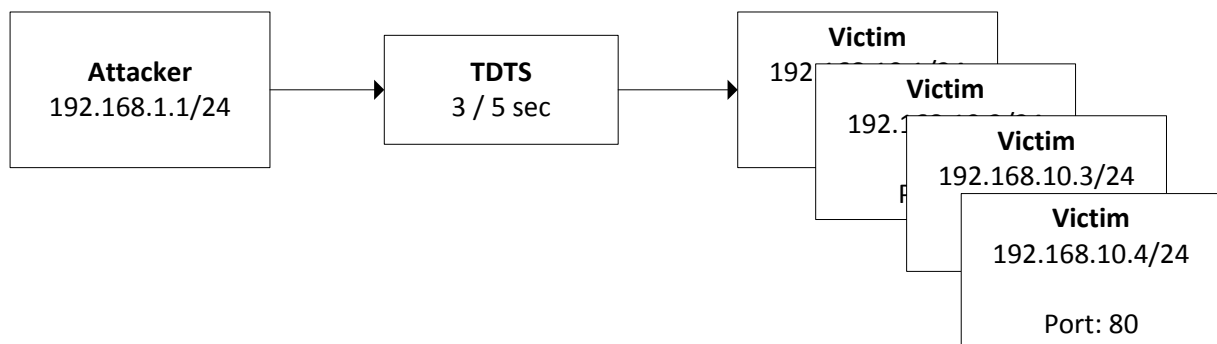 Attacker
192.168.1.1/24
TDTS
3 / 5 sec
Victim
Victim
Victim
192.168.10.3/24
Victim
192.168.10.4/24
Port: 80